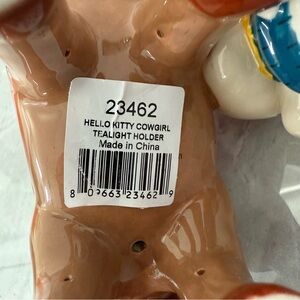 23462
HELLO KITTY COWGIRL
TEALIGHT HOLDER
Made in China
8 09663 23462 9